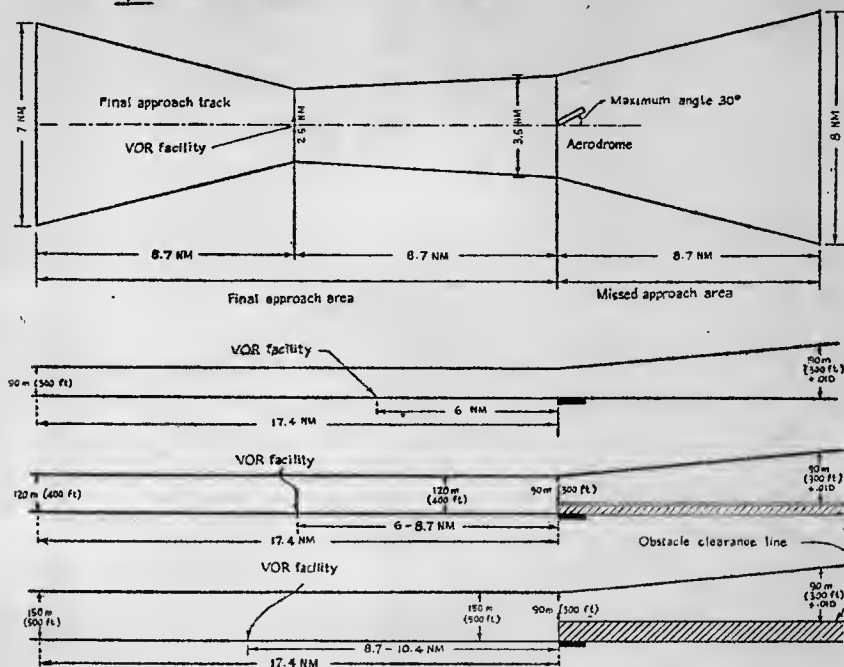 7 NM
Final approach track
VOR facility
2.5 NM
3.5 NM
Maximum angle 30°
Aerodrome
8 NM
8.7 NM
8.7 NM
8.7 NM
Final approach area
Missed approach area
VOR facility
90 m (300 ft)
6 NM
17.4 NM
90 m
(300 ft)
+.01D
VOR facility
120 m (400 ft)
120 m
(400 ft)
90 m (300 ft)
90 m
(300 ft)
+.01D
6 – 8.7 NM
17.4 NM
Obstacle clearance line
VOR facility
150 m
(500 ft)
150 m
(500 ft)
90 m (300 ft)
90 m
(300 ft)
+.01D
8.7 – 10.4 NM
17.4 NM